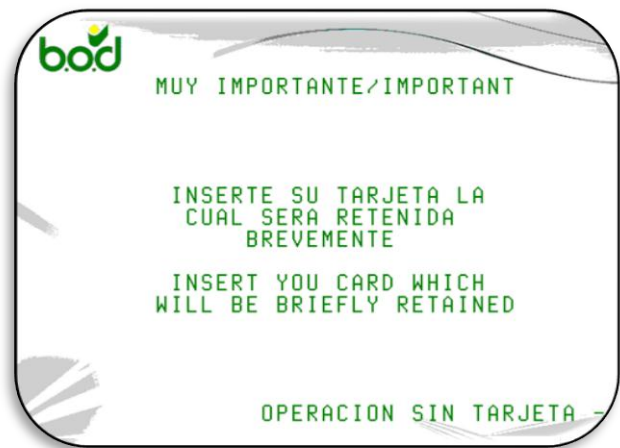 b.o.d
MUY IMPORTANTE/IMPORTANT
INSERTE SU TARJETA LA
CUAL SERA RETENIDA
BREVEMENTE
INSERT YOU CARD WHICH
WILL BE BRIEFLY RETAINED
OPERACION SIN TARJETA -